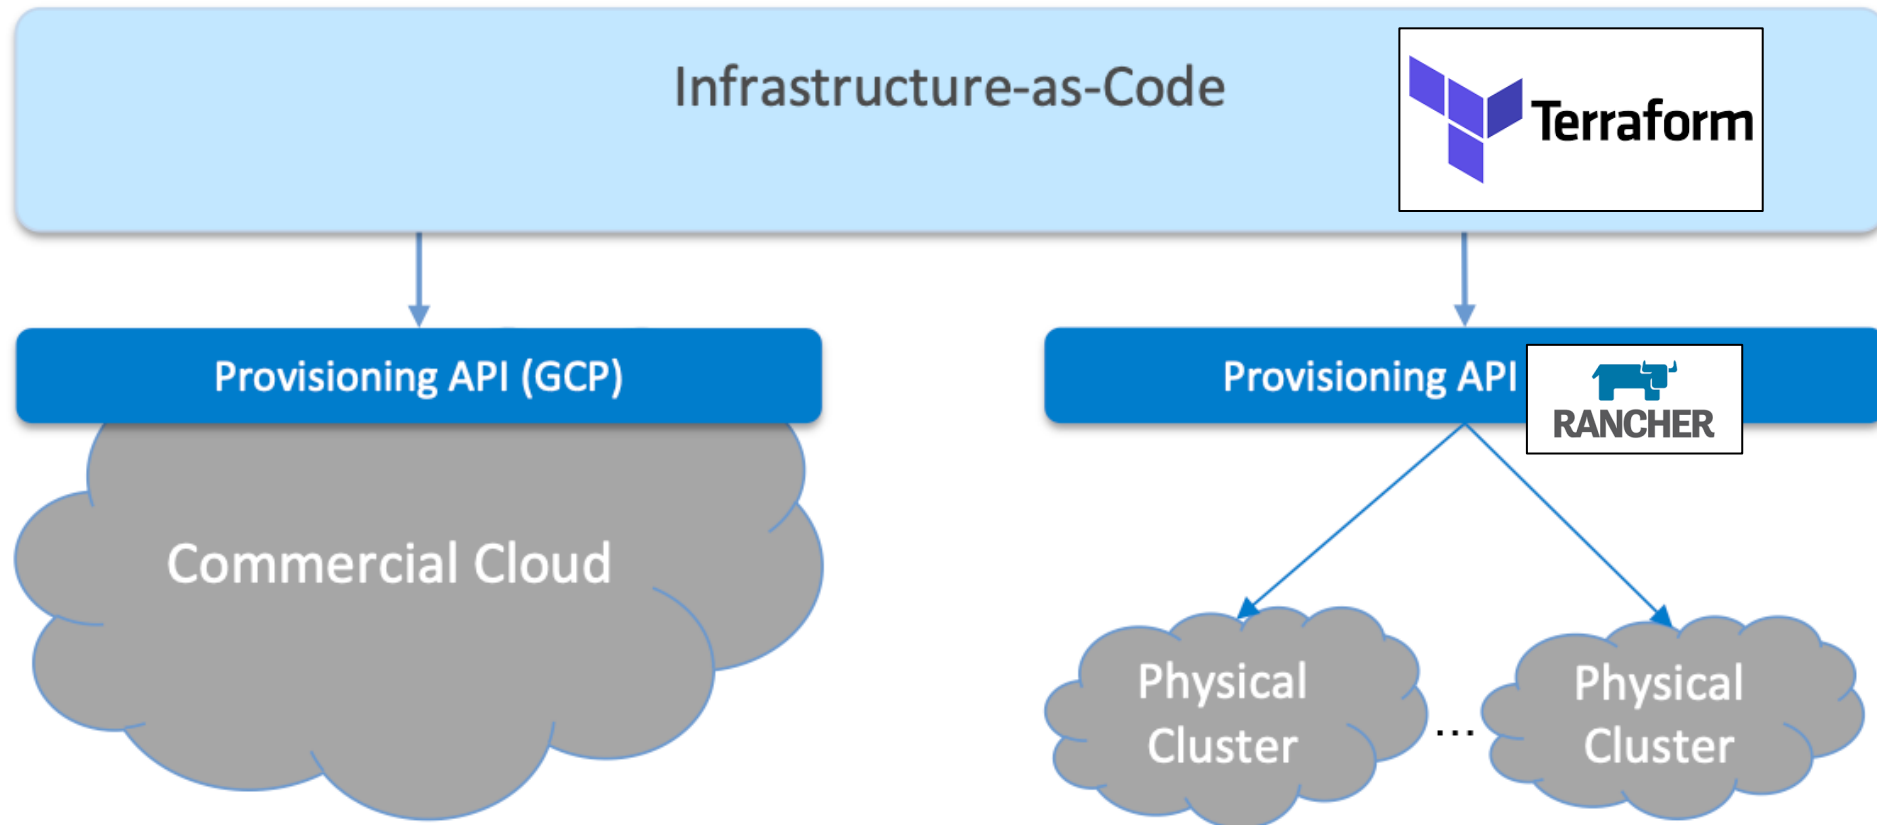 Infrastructure-as-Code
Terraform
Provisioning API (GCP)
Provisioning API
RANCHER
Commercial Cloud
Physical
Cluster
...
Physical
Cluster